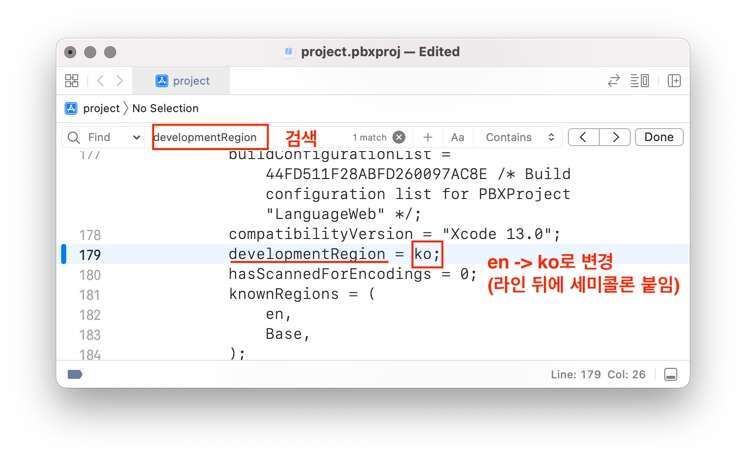 project.pbxproj — Edited
project
project 〉No Selection
Find developmentRegion 검색 1 match Aa Contains Done
177 buildConfigurationList =
44FD511F28ABFD260097AC8E /* Build
configuration list for PBXProject
"LanguageWeb" */;
178 compatibilityVersion = "Xcode 13.0";
179 developmentRegion = ko;
en -> ko로 변경
180 hasScannedForEncodings = 0;
(라인 뒤에 세미콜론 붙임)
181 knownRegions = (
182 en,
183 Base,
184 );
Line: 179 Col: 26